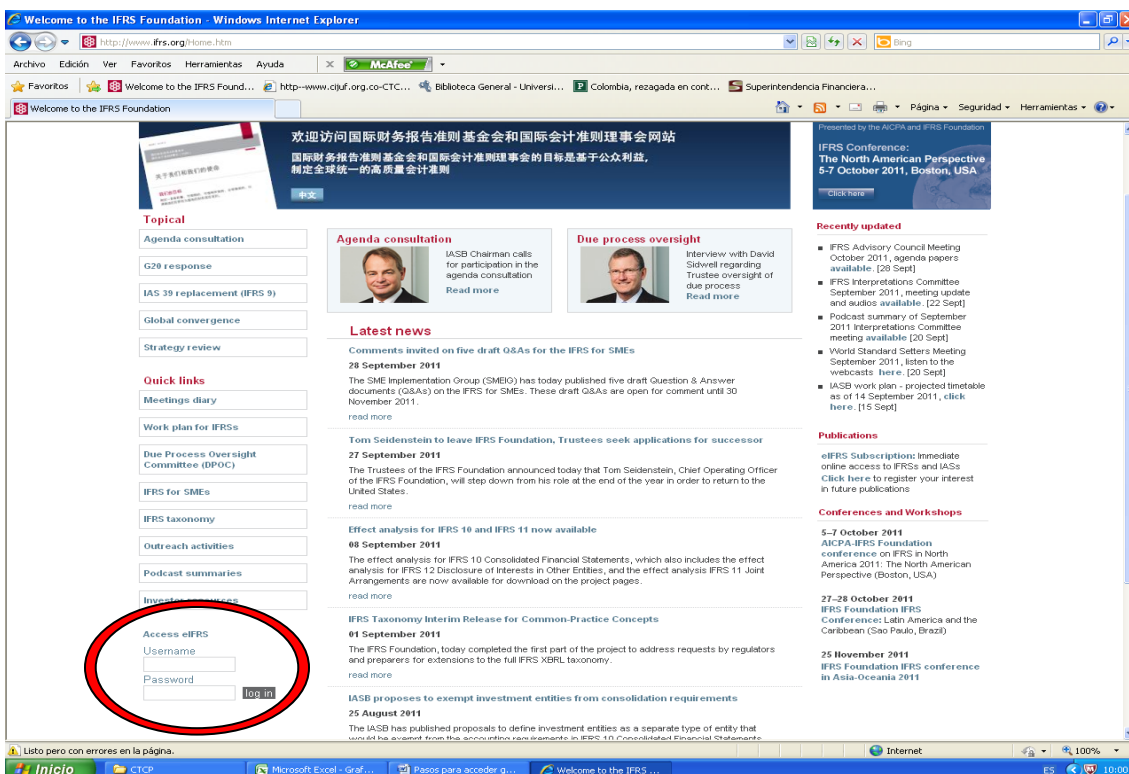 Welcome to the IFRS Foundation - Windows Internet Explorer
http://www.ifrs.org/Home.htm
Bing
Archivo Edición Ver Favoritos Herramientas Ayuda
McAfee
Favoritos
Welcome to the IFRS Found...
http--www.cijuf.org.co-CTC...
Biblioteca General - Universi...
Colombia, rezagada en cont...
Superintendencia Financiera...
Welcome to the IFRS Foundation
Página Seguridad Herramientas
欢迎访问国际财务报告准则基金会和国际会计准则理事会网站
国际财务报告准则基金会和国际会计准则理事会的目标是基于公众利益,
制定全球统一的高质量会计准则
中文
关于我们和我们的使命
Presented by the AICPA and IFRS Foundation
IFRS Conference:
The North American Perspective
5-7 October 2011, Boston, USA
Click here
Topical
Agenda consultation
G20 response
IAS 39 replacement (IFRS 9)
Global convergence
Strategy review
Quick links
Meetings diary
Work plan for IFRSs
Due Process Oversight
Committee (DPOC)
IFRS for SMEs
IFRS taxonomy
Outreach activities
Podcast summaries
Investor resources
Access eIFRS
Username
Password
log in
Agenda consultation
IASB Chairman calls
for participation in the
agenda consultation
Read more
Due process oversight
Interview with David
Sidwell regarding
Trustee oversight of
due process
Read more
Latest news
Comments invited on five draft Q&As for the IFRS for SMEs
28 September 2011
The SME Implementation Group (SMEIG) has today published five draft Question & Answer
documents (Q&As) on the IFRS for SMEs. These draft Q&As are open for comment until 30
November 2011.
read more
Tom Seidenstein to leave IFRS Foundation, Trustees seek applications for successor
27 September 2011
The Trustees of the IFRS Foundation announced today that Tom Seidenstein, Chief Operating Officer
of the IFRS Foundation, will step down from his role at the end of the year in order to return to the
United States.
read more
Effect analysis for IFRS 10 and IFRS 11 now available
08 September 2011
The effect analysis for IFRS 10 Consolidated Financial Statements, which also includes the effect
analysis for IFRS 12 Disclosure of Interests in Other Entities, and the effect analysis IFRS 11 Joint
Arrangements are now available for download on the project pages.
read more
IFRS Taxonomy Interim Release for Common-Practice Concepts
01 September 2011
The IFRS Foundation, today completed the first part of the project to address requests by regulators
and preparers for extensions to the full IFRS XBRL taxonomy.
read more
IASB proposes to exempt investment entities from consolidation requirements
25 August 2011
The IASB has published proposals to define investment entities as a separate type of entity that
would be exempt from the accounting requirements in IFRS 10 Consolidated Financial Statements
Recently updated
IFRS Advisory Council Meeting
October 2011, agenda papers
available. [28 Sept]
IFRS Interpretations Committee
September 2011, meeting update
and audios available. [22 Sept]
Podcast summary of September
2011 Interpretations Committee
meeting available [20 Sept]
World Standard Setters Meeting
September 2011, listen to the
webcasts here. [20 Sept]
IASB work plan - projected timetable
as of 14 September 2011, click
here. [15 Sept]
Publications
eIFRS Subscription: Immediate
online access to IFRSs and IASs
Click here to register your interest
in future publications
Conferences and Workshops
5-7 October 2011
AICPA-IFRS Foundation
conference on IFRS in North
America 2011: The North American
Perspective (Boston, USA)
27-28 October 2011
IFRS Foundation IFRS
Conference: Latin America and the
Caribbean (Sao Paulo, Brazil)
25 November 2011
IFRS Foundation IFRS conference
in Asia-Oceania 2011
Listo pero con errores en la página.
Internet
100%
Inicio
CTCP
Microsoft Excel - Graf...
Pasos para acceder g...
Welcome to the IFRS ...
ES
10:00